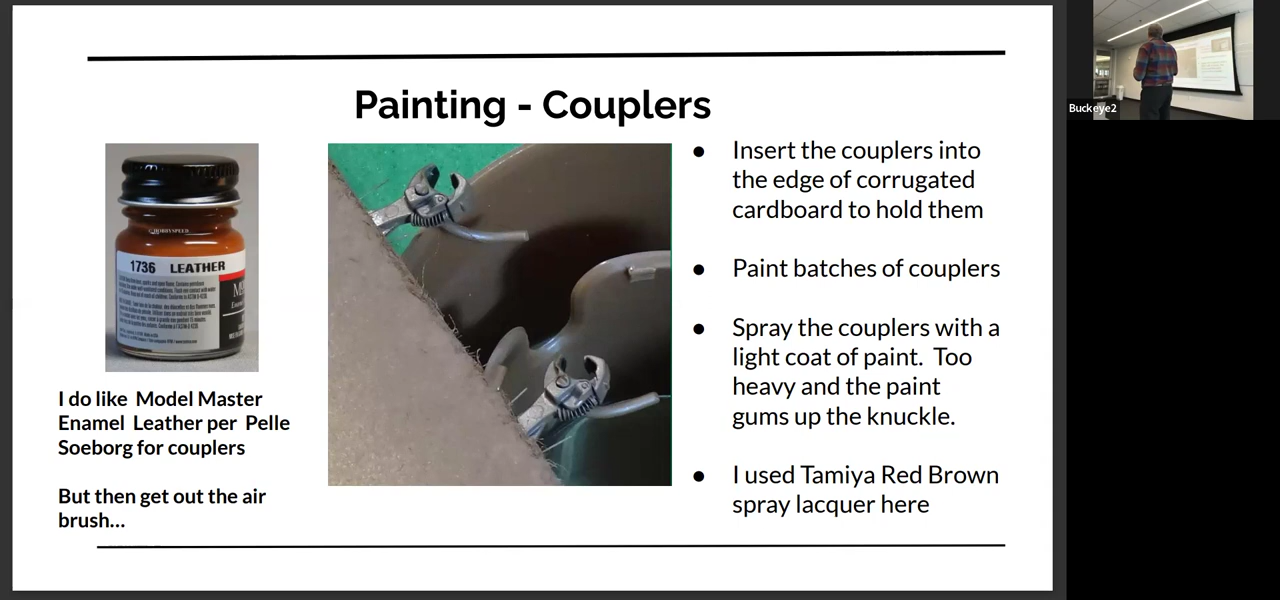 Painting - Couplers
HOBBYSPEED
1736 LEATHER
I do like Model Master
Enamel Leather per Pelle
Soeborg for couplers
But then get out the air
brush...
● Insert the couplers into
the edge of corrugated
cardboard to hold them
● Paint batches of couplers
● Spray the couplers with a
light coat of paint. Too
heavy and the paint
gums up the knuckle.
● I used Tamiya Red Brown
spray lacquer here
Buckeye2